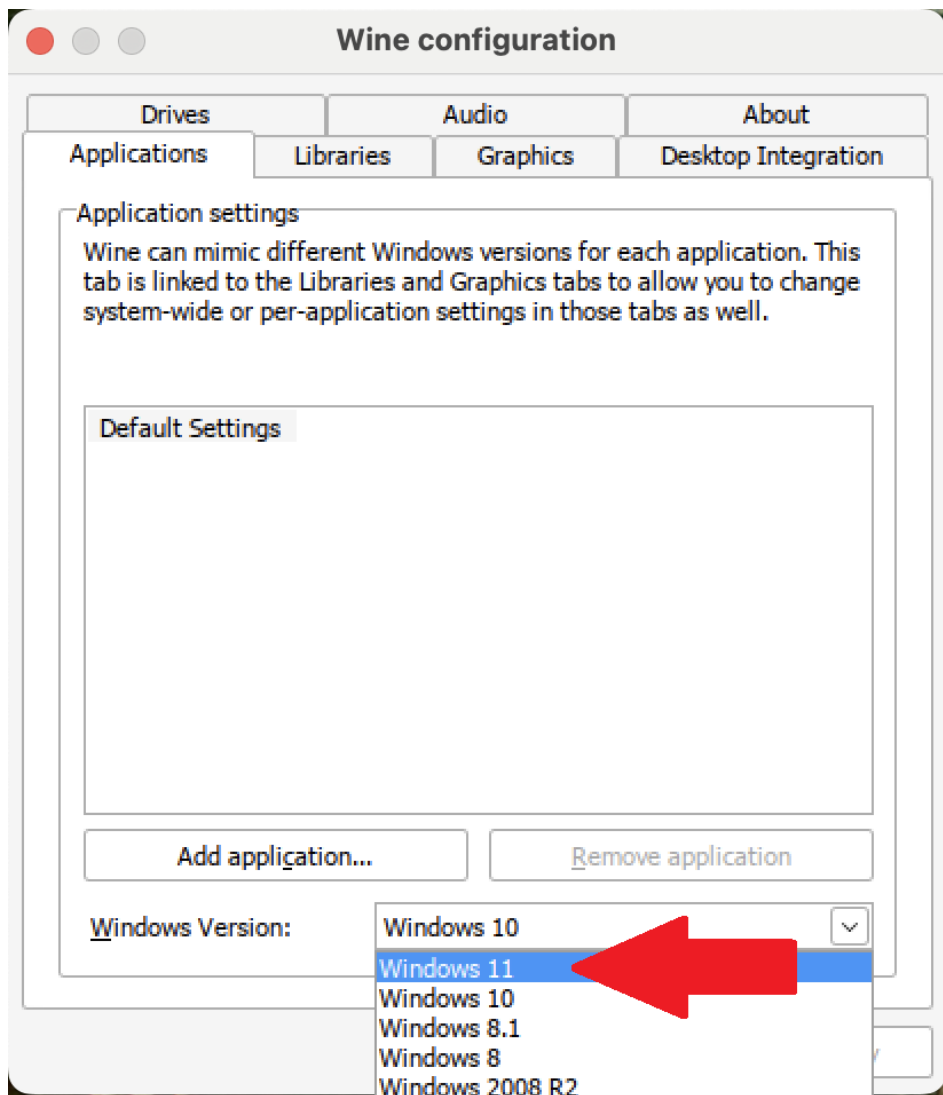 Wine configuration
Drives Audio About
Applications Libraries Graphics Desktop Integration
Application settings
Wine can mimic different Windows versions for each application. This
tab is linked to the Libraries and Graphics tabs to allow you to change
system-wide or per-application settings in those tabs as well.
Default Settings
Add application... Remove application
Windows Version: Windows 10
Windows 11
Windows 10
Windows 8.1
Windows 8
Windows 2008 R2